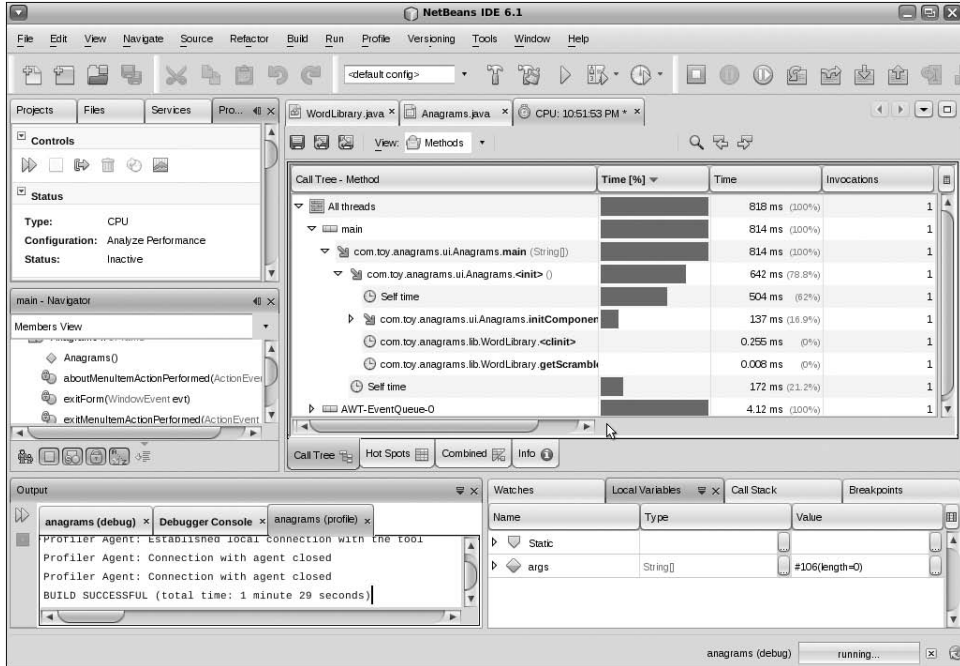 NetBeans IDE 6.1
File Edit View Navigate Source Refactor Build Run Profile Versioning Tools Window Help
<default config>
Projects Files Services Pro...
WordLibrary.java × Anagrams.java × CPU: 10:51:53 PM * ×
Controls
View: Methods
Status
Type: CPU
Configuration: Analyze Performance
Status: Inactive
Call Tree - Method Time [%] Time Invocations
All threads 818 ms (100%) 1
main 814 ms (100%) 1
com.toy.anagrams.ui.Anagrams.main (String[]) 814 ms (100%) 1
com.toy.anagrams.ui.Anagrams.<init> () 642 ms (78.8%) 1
Self time 504 ms (62%) 1
com.toy.anagrams.ui.Anagrams.initComponen 137 ms (16.9%) 1
com.toy.anagrams.lib.WordLibrary.<clinit> 0.255 ms (0%) 1
com.toy.anagrams.lib.WordLibrary.getScrambl 0.008 ms (0%) 1
Self time 172 ms (21.2%) 1
AWT-EventQueue-0 4.12 ms (100%) 1
main - Navigator
Members View
Anagrams()
aboutMenuItemActionPerformed(ActionEver
exitForm(WindowEvent evt)
exitMenuItemActionPerformed(ActionEvent
Call Tree Hot Spots Combined Info
Output
anagrams (debug) × Debugger Console × anagrams (profile) ×
Profiler Agent: Established local connection with the tool
Profiler Agent: Connection with agent closed
Profiler Agent: Connection with agent closed
BUILD SUCCESSFUL (total time: 1 minute 29 seconds)
Watches Local Variables Call Stack Breakpoints
Name Type Value
Static
args String[] #106(length=0)
anagrams (debug) running...